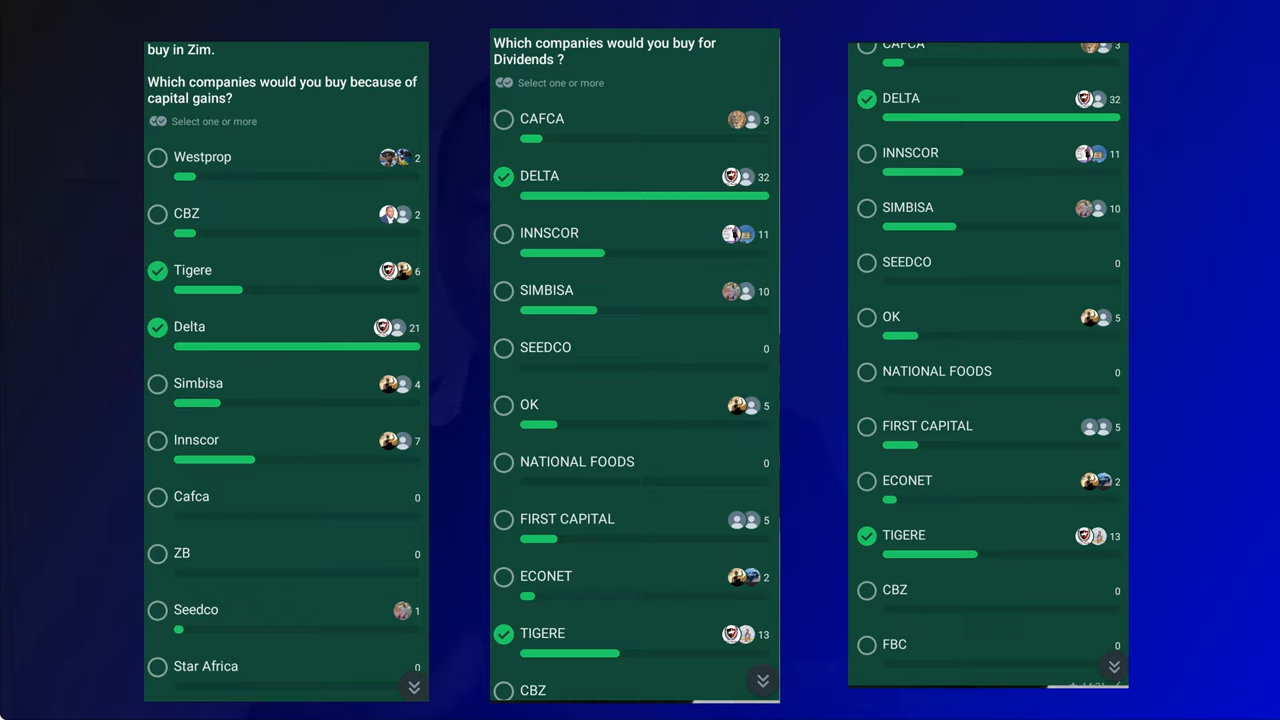 buy in Zim.
Which companies would you buy because of
capital gains?
Select one or more
Westprop 2
CBZ 2
Tigere 6
Delta 21
Simbisa 4
Innscor 7
Cafca 0
ZB 0
Seedco 1
Star Africa 0
Which companies would you buy for
Dividends ?
Select one or more
CAFCA 3
DELTA 32
INNSCOR 11
SIMBISA 10
SEEDCO 0
OK 5
NATIONAL FOODS 0
FIRST CAPITAL 5
ECONET 2
TIGERE 13
CBZ
CAFCA 3
DELTA 32
INNSCOR 11
SIMBISA 10
SEEDCO 0
OK 5
NATIONAL FOODS 0
FIRST CAPITAL 5
ECONET 2
TIGERE 13
CBZ 0
FBC 0